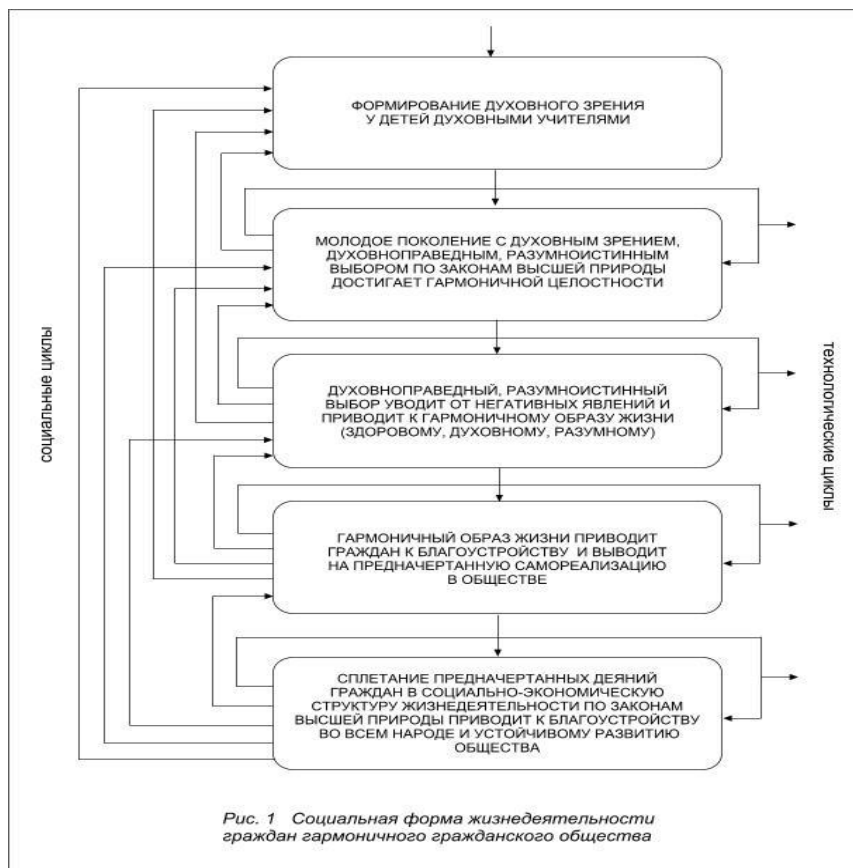 ФОРМИРОВАНИЕ ДУХОВНОГО ЗРЕНИЯ
У ДЕТЕЙ ДУХОВНЫМИ УЧИТЕЛЯМИ
МОЛОДОЕ ПОКОЛЕНИЕ С ДУХОВНЫМ ЗРЕНИЕМ,
ДУХОВНОПРАВЕДНЫМ, РАЗУМНОИСТИННЫМ
ВЫБОРОМ ПО ЗАКОНАМ ВЫСШЕЙ ПРИРОДЫ
ДОСТИГАЕТ ГАРМОНИЧНОЙ ЦЕЛОСТНОСТИ
социальные циклы
технологические циклы
ДУХОВНОПРАВЕДНЫЙ, РАЗУМНОИСТИННЫЙ
ВЫБОР УВОДИТ ОТ НЕГАТИВНЫХ ЯВЛЕНИЙ И
ПРИВОДИТ К ГАРМОНИЧНОМУ ОБРАЗУ ЖИЗНИ
(ЗДОРОВОМУ, ДУХОВНОМУ, РАЗУМНОМУ)
ГАРМОНИЧНЫЙ ОБРАЗ ЖИЗНИ ПРИВОДИТ
ГРАЖДАН К БЛАГОУСТРОЙСТВУ И ВЫВОДИТ
НА ПРЕДНАЧЕРТАННУЮ САМОРЕАЛИЗАЦИЮ
В ОБЩЕСТВЕ
СПЛЕТАНИЕ ПРЕДНАЧЕРТАННЫХ ДЕЯНИЙ
ГРАЖДАН В СОЦИАЛЬНО-ЭКОНОМИЧЕСКУЮ
СТРУКТУРУ ЖИЗНЕДЕЯТЕЛЬНОСТИ ПО ЗАКОНАМ
ВЫСШЕЙ ПРИРОДЫ ПРИВОДИТ К БЛАГОУСТРОЙСТВУ
ВО ВСЕМ НАРОДЕ И УСТОЙЧИВОМУ РАЗВИТИЮ
ОБЩЕСТВА
Рис. 1 Социальная форма жизнедеятельности
граждан гармоничного гражданского общества